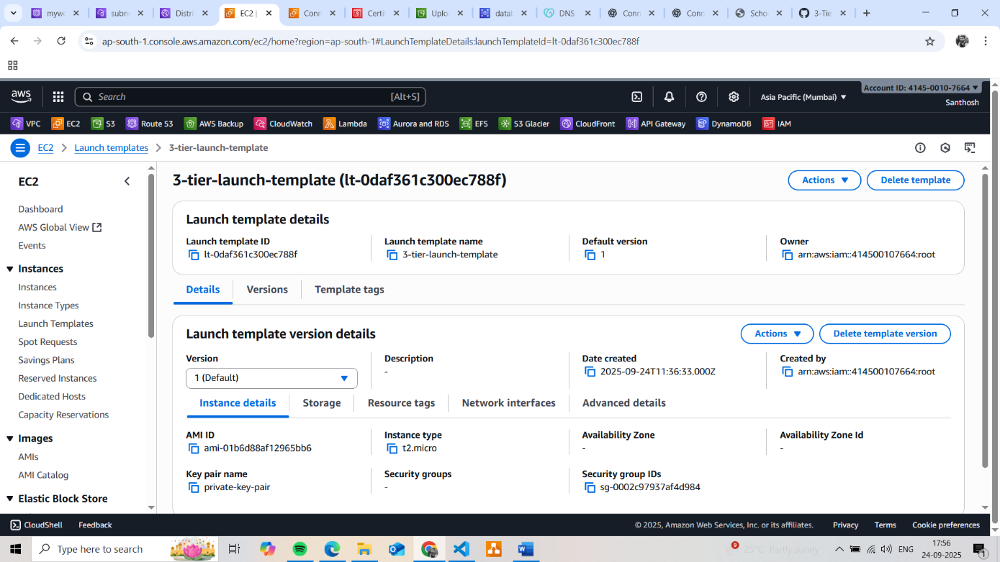 mywe
subn
Distri
EC2 |
Conn
Certif
Uploa
datab
DNS
Conn
Conn
Scho
3-Tie
ap-south-1.console.aws.amazon.com/ec2/home?region=ap-south-1#LaunchTemplateDetails:launchTemplateId=lt-0daf361c300ec788f
aws
Search
[Alt+S]
Asia Pacific (Mumbai)
Account ID: 4145-0010-7664
Santhosh
VPC
EC2
S3
Route 53
AWS Backup
CloudWatch
Lambda
Aurora and RDS
EFS
S3 Glacier
CloudFront
API Gateway
DynamoDB
IAM
EC2
Launch templates
3-tier-launch-template
EC2
Dashboard
AWS Global View
Events
Instances
Instances
Instance Types
Launch Templates
Spot Requests
Savings Plans
Reserved Instances
Dedicated Hosts
Capacity Reservations
Images
AMIs
AMI Catalog
Elastic Block Store
3-tier-launch-template (lt-0daf361c300ec788f)
Actions
Delete template
Launch template details
Launch template ID
lt-0daf361c300ec788f
Launch template name
3-tier-launch-template
Default version
1
Owner
arn:aws:iam::414500107664:root
Details
Versions
Template tags
Launch template version details
Actions
Delete template version
Version
1 (Default)
Description
-
Date created
2025-09-24T11:36:33.000Z
Created by
arn:aws:iam::414500107664:root
Instance details
Storage
Resource tags
Network interfaces
Advanced details
AMI ID
ami-01b6d88af12965bb6
Instance type
t2.micro
Availability Zone
-
Availability Zone Id
-
Key pair name
private-key-pair
Security groups
-
Security group IDs
sg-0002c97937af4d984
CloudShell
Feedback
© 2025, Amazon Web Services, Inc. or its affiliates.
Privacy
Terms
Cookie preferences
Type here to search
9
25°C Partly sunny
ENG
17:56
24-09-2025
1